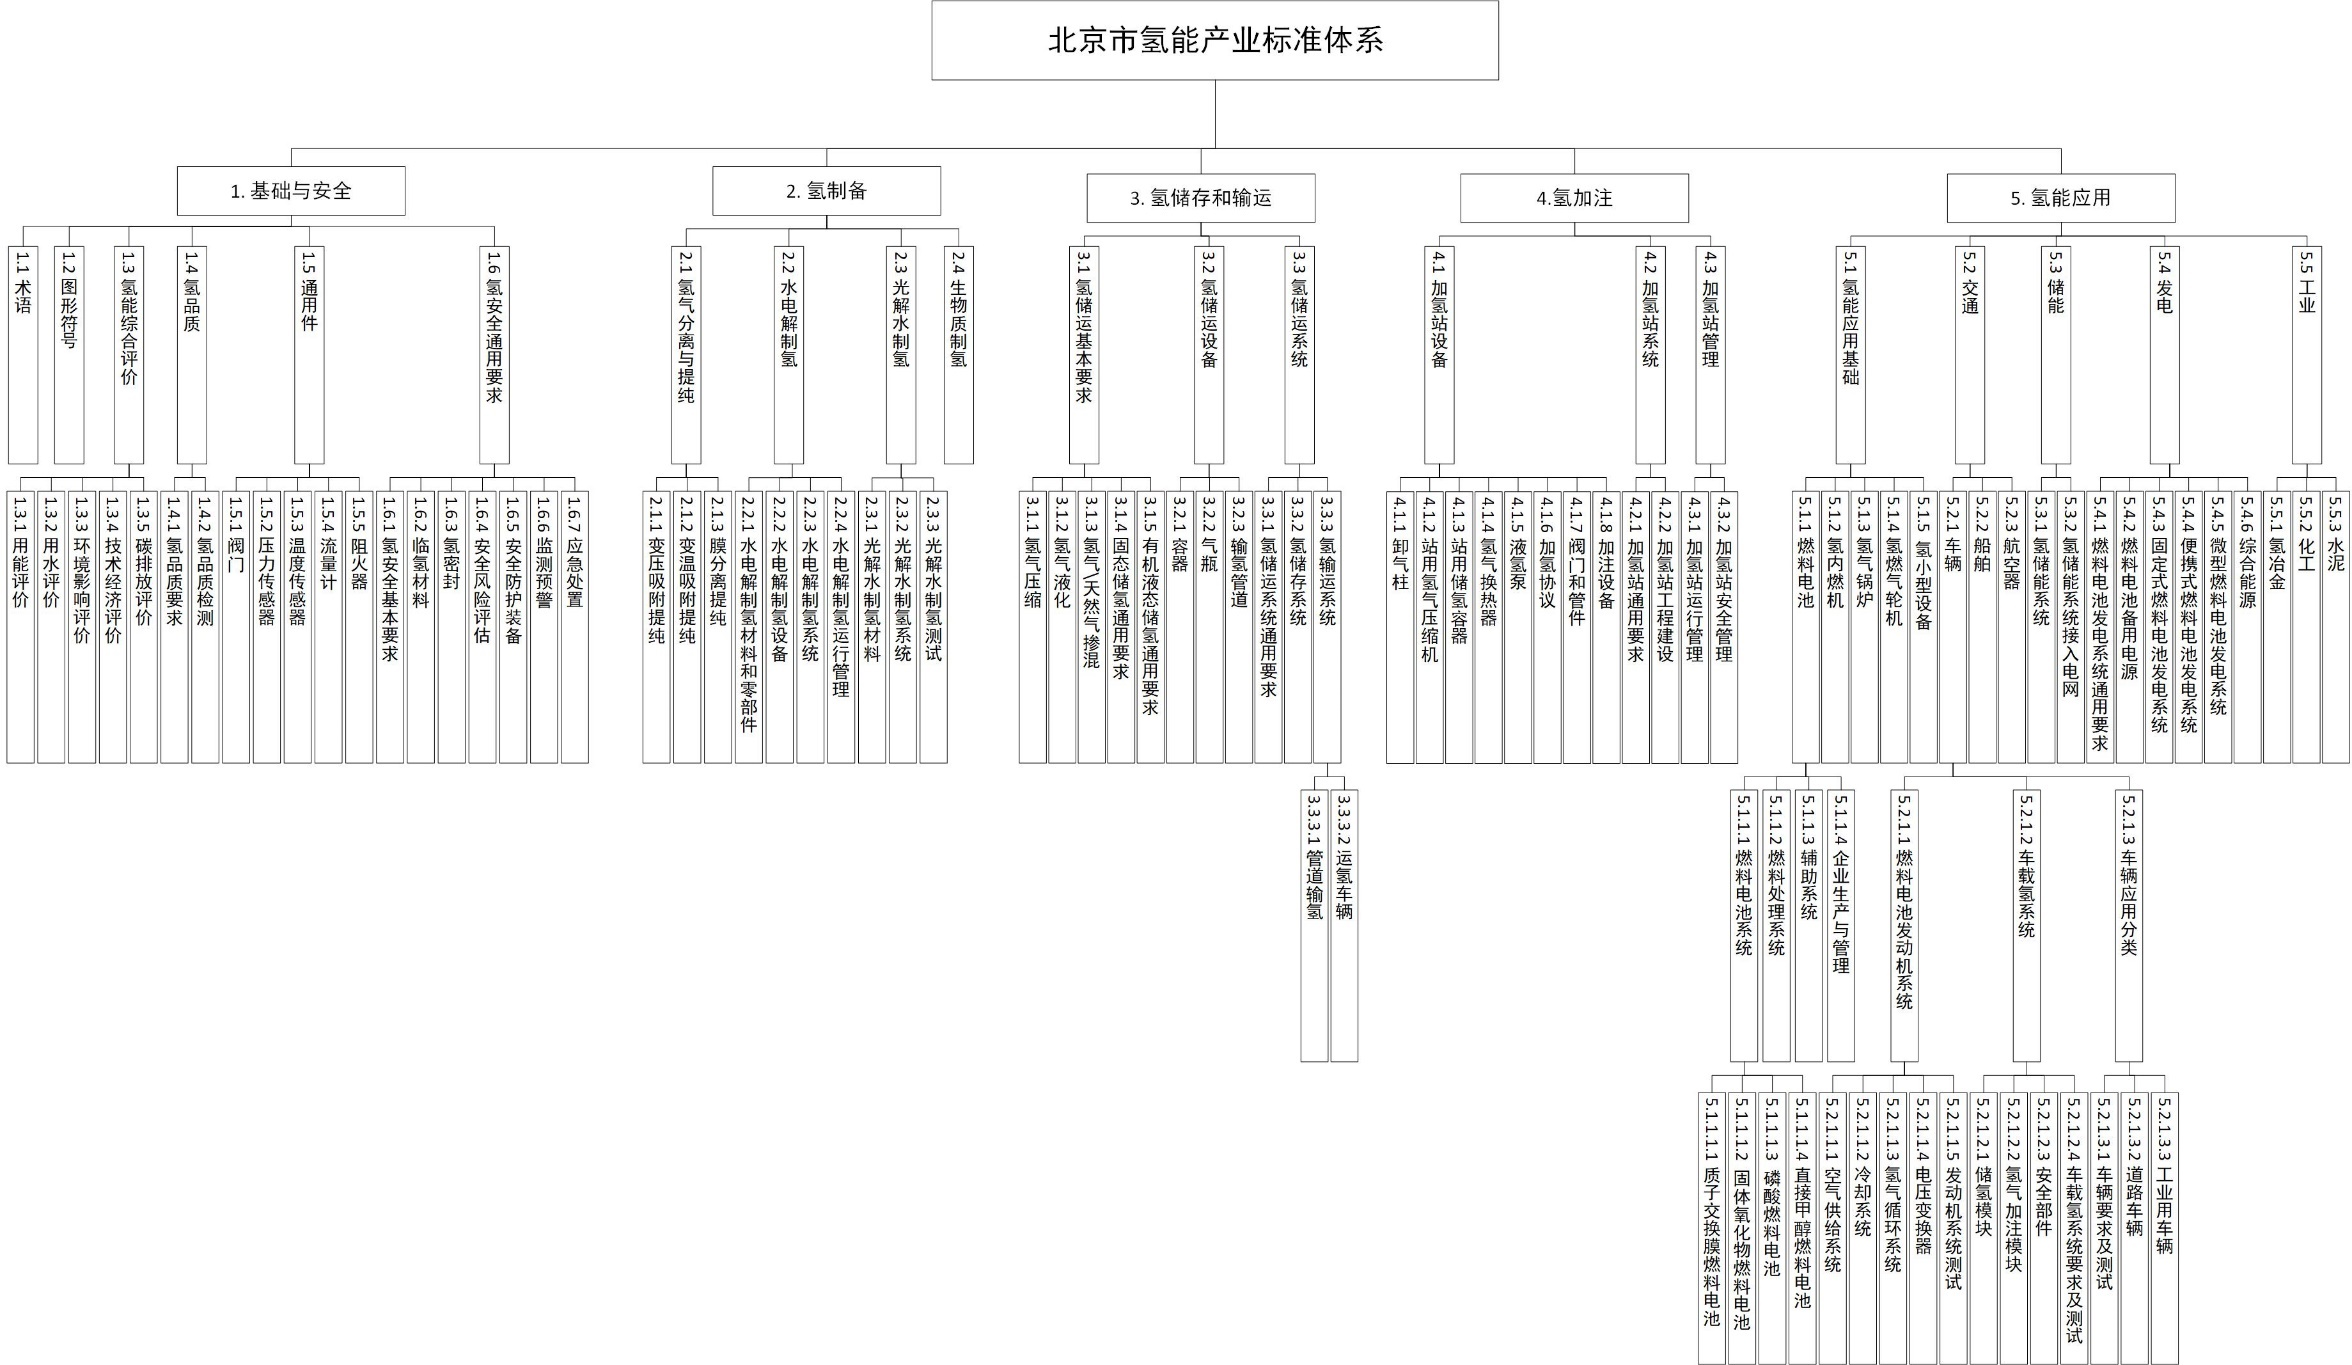 北京市氢能产业标准体系
1. 基础与安全
2. 氢制备
3. 氢储存和输运
4.氢加注
5. 氢能应用
1.1 术语
1.2 图形符号
1.3 氢能综合评价
1.4 氢品质
1.5 通用件
1.6 氢安全通用要求
2.1 氢气分离与提纯
2.2 水电解制氢
2.3 光解水制氢
2.4 生物质制氢
3.1 氢储运基本要求
3.2 氢储运设备
3.3 氢储运系统
4.1 加氢站设备
4.2 加氢站系统
4.3 加氢站管理
5.1 氢能应用基础
5.2 交通
5.3 储能
5.4 发电
5.5 工业
1.3.1 用能评价
1.3.2 用水评价
1.3.3 环境影响评价
1.3.4 技术经济评价
1.3.5 碳排放评价
1.4.1 氢品质要求
1.4.2 氢品质检测
1.5.1 阀门
1.5.2 压力传感器
1.5.3 温度传感器
1.5.4 流量计
1.5.5 阻火器
1.6.1 氢安全基本要求
1.6.2 临氢材料
1.6.3 氢密封
1.6.4 安全风险评估
1.6.5 安全防护装备
1.6.6 监测预警
1.6.7 应急处置
2.1.1 变压吸附提纯
2.1.2 变温吸附提纯
2.1.3 膜分离提纯
2.2.1 水电解制氢材料和零部件
2.2.2 水电解制氢设备
2.2.3 水电解制氢系统
2.2.4 水电解制氢运行管理
2.3.1 光解水制氢材料
2.3.2 光解水制氢系统
2.3.3 光解水制氢测试
3.1.1 氢气压缩
3.1.2 氢气液化
3.1.3 氢气/天然气掺混
3.1.4 固态储氢通用要求
3.1.5 有机液态储氢通用要求
3.2.1 容器
3.2.2 气瓶
3.2.3 输氢管道
3.3.1 氢储运系统通用要求
3.3.2 氢储存系统
3.3.3 氢输运系统
4.1.1 卸气柱
4.1.2 站用氢气压缩机
4.1.3 站用储氢容器
4.1.4 氢气换热器
4.1.5 液氢泵
4.1.6 加氢协议
4.1.7 阀门和管件
4.1.8 加注设备
4.2.1 加氢站通用要求
4.2.2 加氢站工程建设
4.3.1 加氢站运行管理
4.3.2 加氢站安全管理
5.1.1 燃料电池
5.1.2 氢内燃机
5.1.3 氢气锅炉
5.1.4 氢燃气轮机
5.1.5 氢小型设备
5.2.1 车辆
5.2.2 船舶
5.2.3 航空器
5.3.1 氢储能系统
5.3.2 氢储能系统接入电网
5.4.1 燃料电池发电系统通用要求
5.4.2 燃料电池备用电源
5.4.3 固定式燃料电池发电系统
5.4.4 便携式燃料电池发电系统
5.4.5 微型燃料电池发电系统
5.4.6 综合能源
5.5.1 氢冶金
5.5.2 化工
5.5.3 水泥
3.3.3.1 管道输氢
3.3.3.2 运氢车辆
5.1.1.1 燃料电池系统
5.1.1.2 燃料处理系统
5.1.1.3 辅助系统
5.1.1.4 企业生产与管理
5.2.1.1 燃料电池发动机系统
5.2.1.2 车载氢系统
5.2.1.3 车辆应用分类
5.1.1.1.1 质子交换膜燃料电池
5.1.1.1.2 固体氧化物燃料电池
5.1.1.1.3 磷酸燃料电池
5.1.1.1.4 直接甲醇燃料电池
5.2.1.1.1 空气供给系统
5.2.1.1.2 冷却系统
5.2.1.1.3 氢气循环系统
5.2.1.1.4 电压变换器
5.2.1.1.5 发动机系统测试
5.2.1.2.1 储氢模块
5.2.1.2.2 氢气加注模块
5.2.1.2.3 安全部件
5.2.1.2.4 车载氢系统要求及测试
5.2.1.3.1 车辆要求及测试
5.2.1.3.2 道路车辆
5.2.1.3.3 工业用车辆